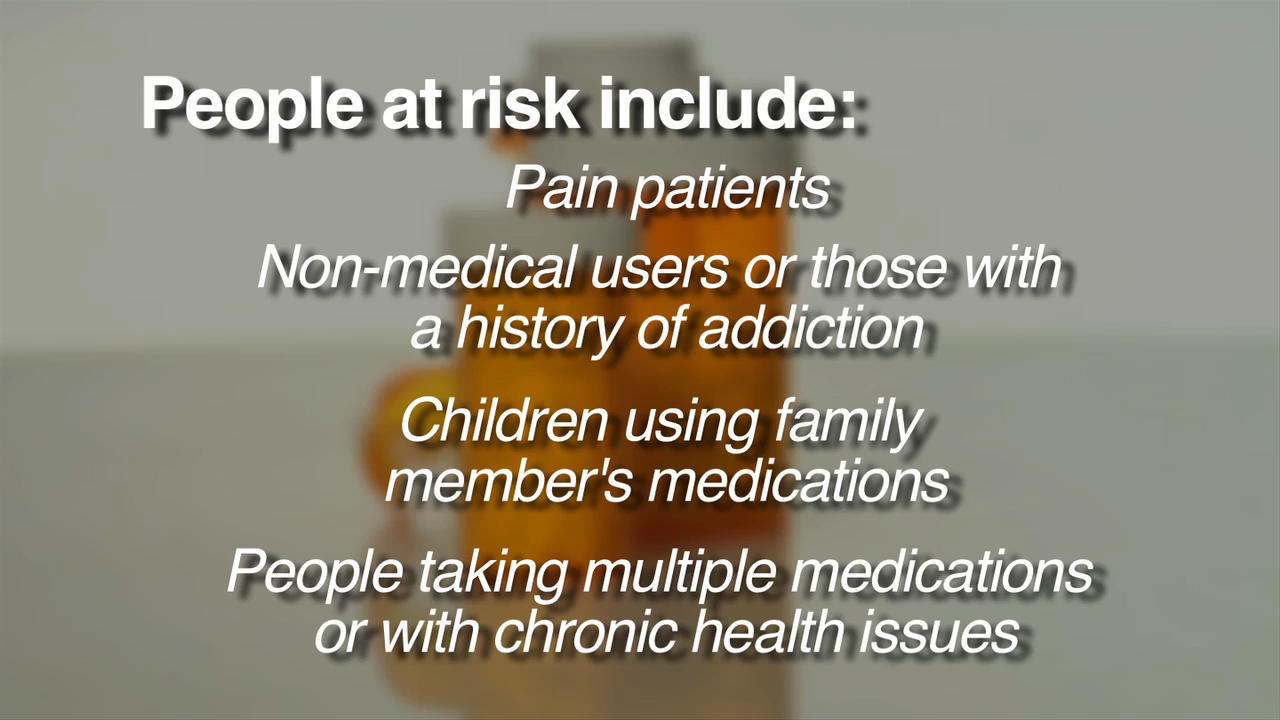 People at risk include:
Pain patients
Non-medical users or those with
a history of addiction
Children using family
member's medications
People taking multiple medications
or with chronic health issues